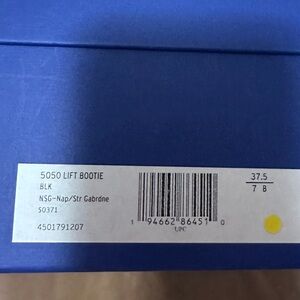 5050 LIFT BOOTIE
BLK
NSG-Nap/Str Gabrdne
50371
4501791207
1 94662 86451 0
37.5
7 B